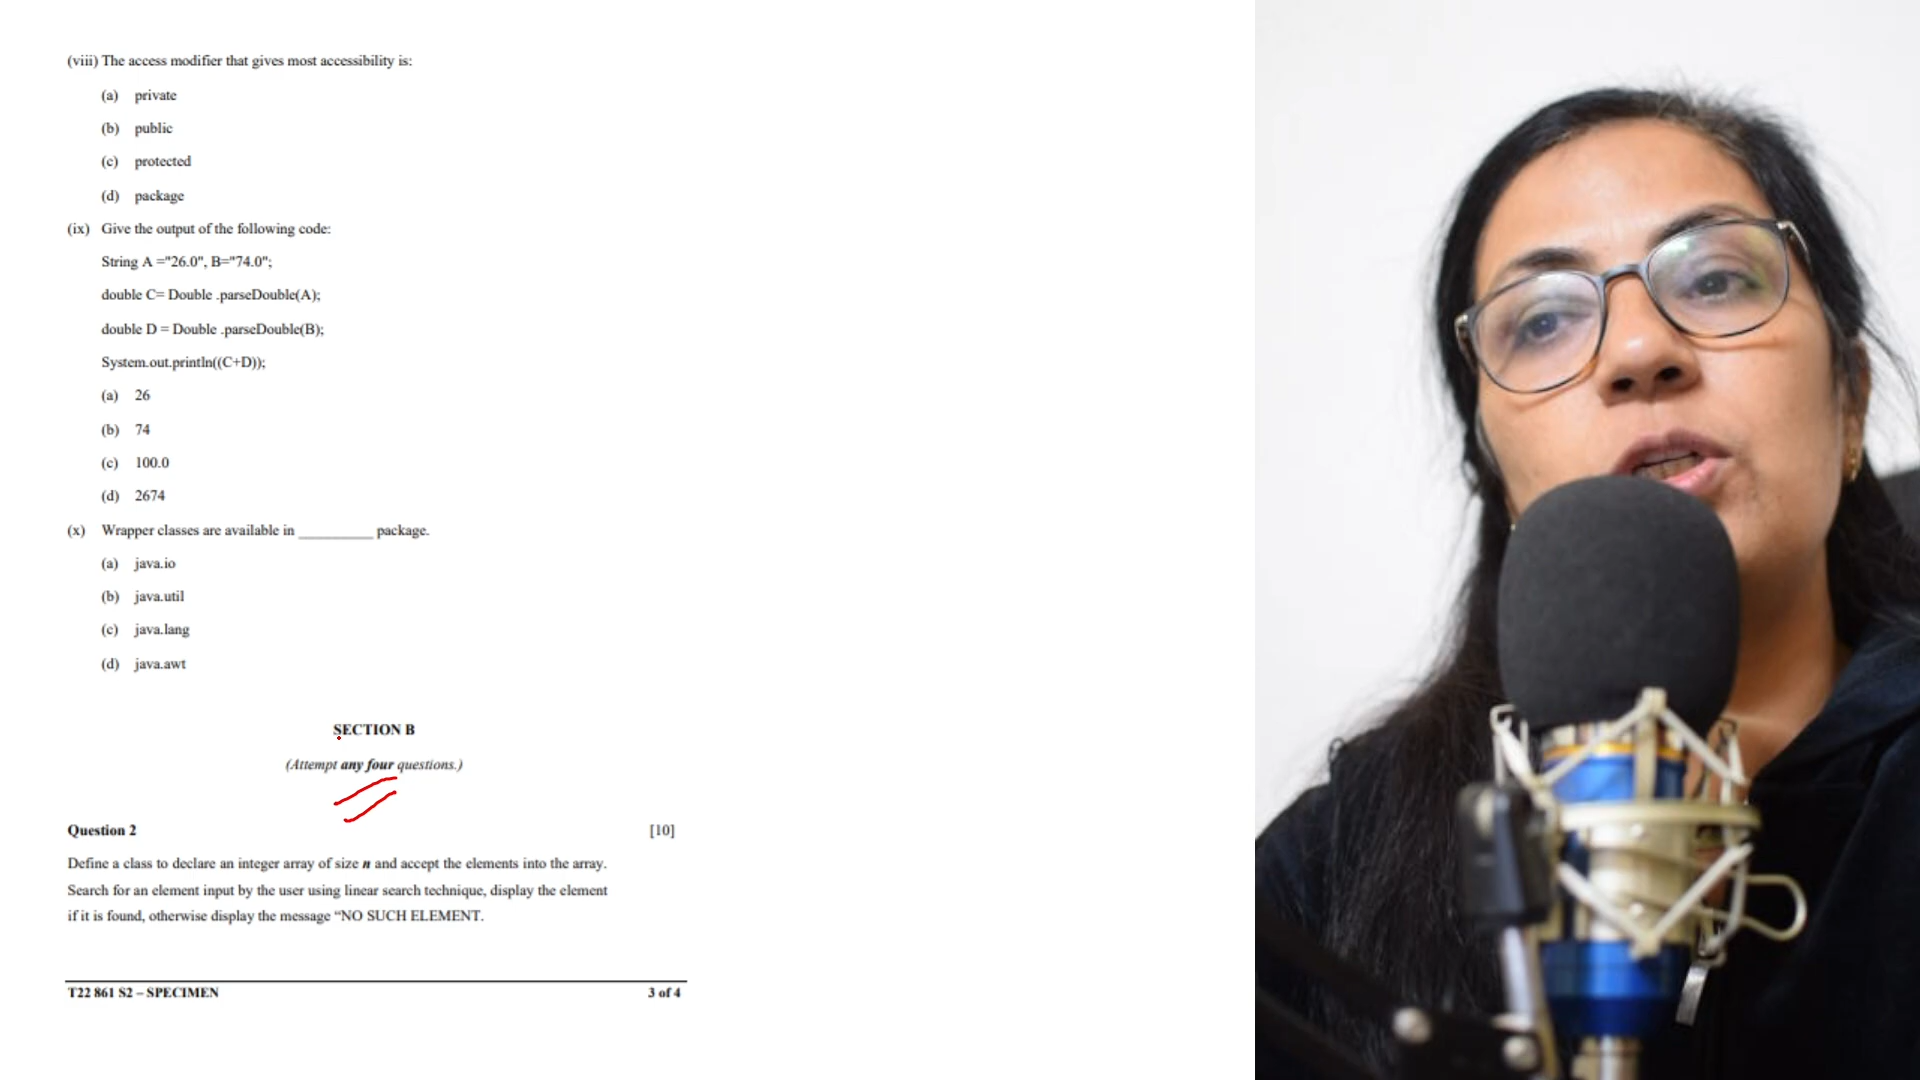 (viii) The access modifier that gives most accessibility is:
(a) private
(b) public
(c) protected
(d) package
(ix) Give the output of the following code:
String A ="26.0", B="74.0";
double C= Double .parseDouble(A);
double D = Double .parseDouble(B);
System.out.println((C+D));
(a) 26
(b) 74
(c) 100.0
(d) 2674
(x) Wrapper classes are available in __________ package.
(a) java.io
(b) java.util
(c) java.lang
(d) java.awt
SECTION B
(Attempt any four questions.)
Question 2 [10]
Define a class to declare an integer array of size n and accept the elements into the array.
Search for an element input by the user using linear search technique, display the element
if it is found, otherwise display the message “NO SUCH ELEMENT.
T22 861 S2 – SPECIMEN 3 of 4